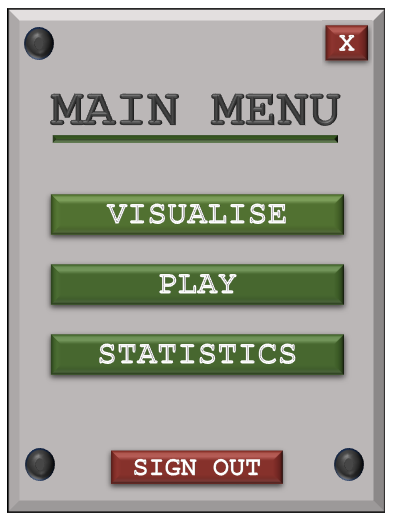 X
MAIN MENU
VISUALISE
PLAY
STATISTICS
SIGN OUT